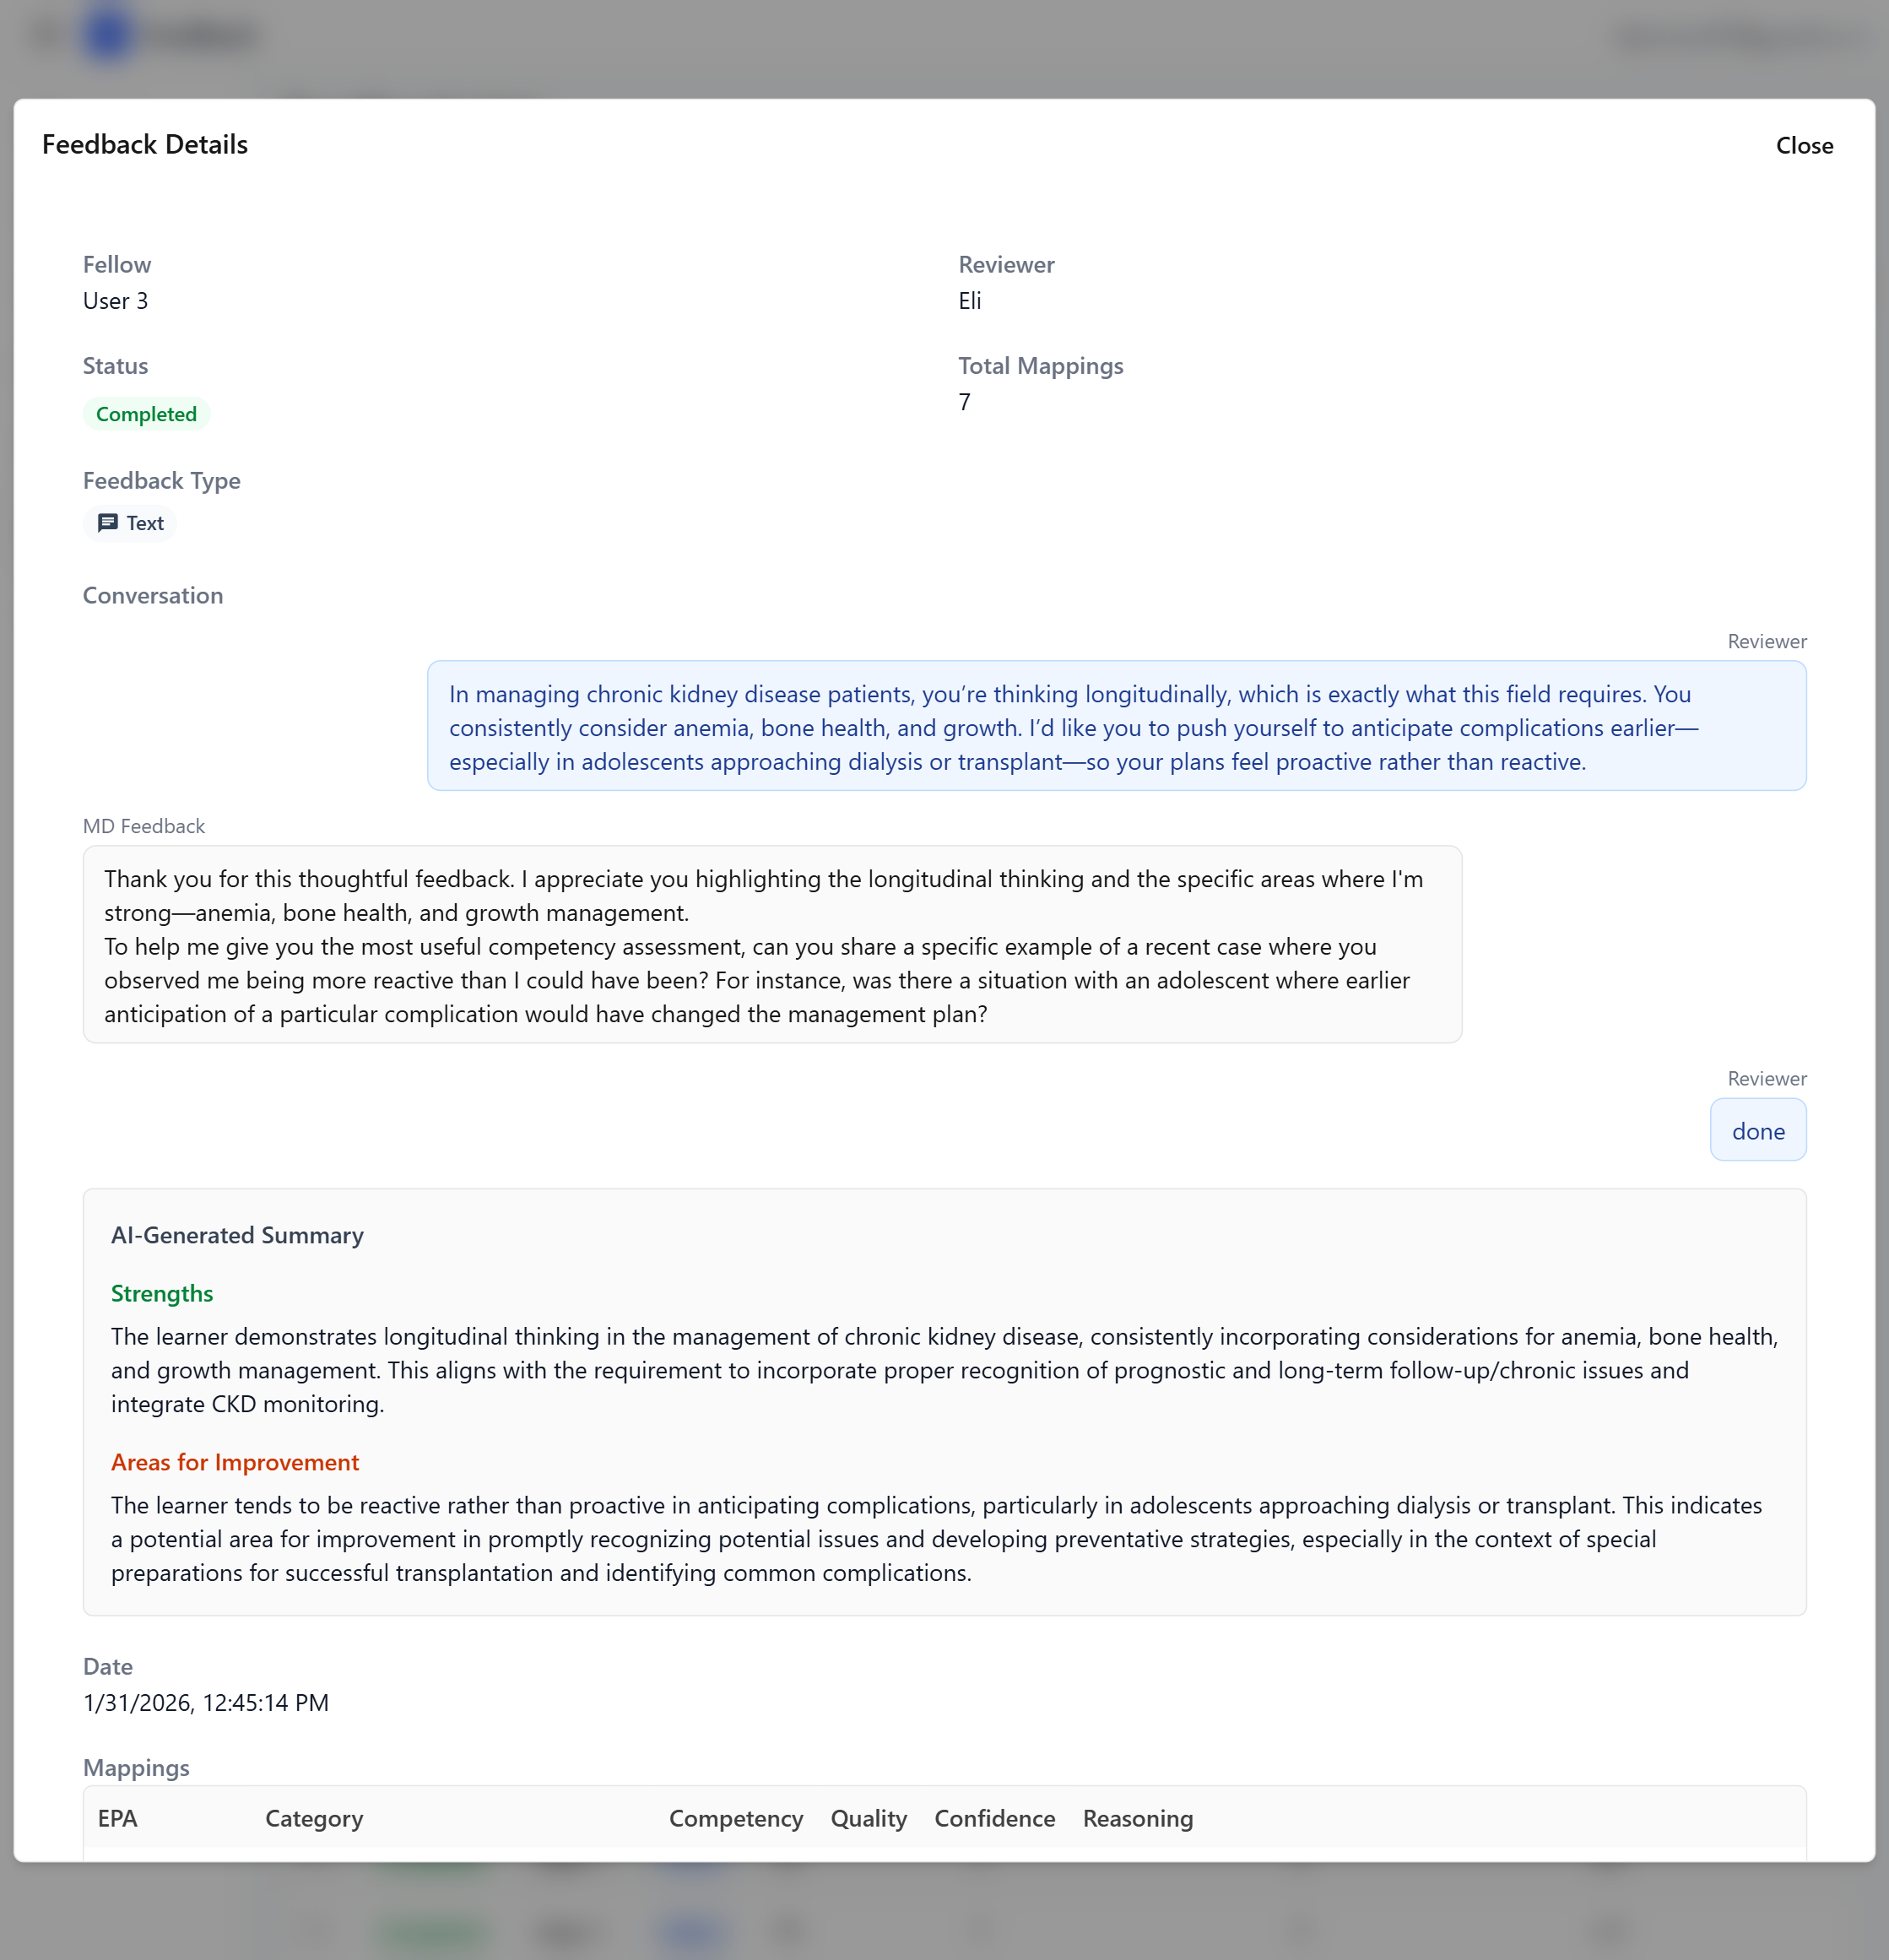 Feedback Details
Close
Fellow
User 3
Reviewer
Eli
Status
Completed
Total Mappings
7
Feedback Type
Text
Conversation
Reviewer
In managing chronic kidney disease patients, you’re thinking longitudinally, which is exactly what this field requires. You
consistently consider anemia, bone health, and growth. I’d like you to push yourself to anticipate complications earlier—
especially in adolescents approaching dialysis or transplant—so your plans feel proactive rather than reactive.
MD Feedback
Thank you for this thoughtful feedback. I appreciate you highlighting the longitudinal thinking and the specific areas where I'm
strong—anemia, bone health, and growth management.
To help me give you the most useful competency assessment, can you share a specific example of a recent case where you
observed me being more reactive than I could have been? For instance, was there a situation with an adolescent where earlier
anticipation of a particular complication would have changed the management plan?
Reviewer
done
AI-Generated Summary
Strengths
The learner demonstrates longitudinal thinking in the management of chronic kidney disease, consistently incorporating considerations for anemia, bone health,
and growth management. This aligns with the requirement to incorporate proper recognition of prognostic and long-term follow-up/chronic issues and
integrate CKD monitoring.
Areas for Improvement
The learner tends to be reactive rather than proactive in anticipating complications, particularly in adolescents approaching dialysis or transplant. This indicates
a potential area for improvement in promptly recognizing potential issues and developing preventative strategies, especially in the context of special
preparations for successful transplantation and identifying common complications.
Date
1/31/2026, 12:45:14 PM
Mappings
EPA Category Competency Quality Confidence Reasoning